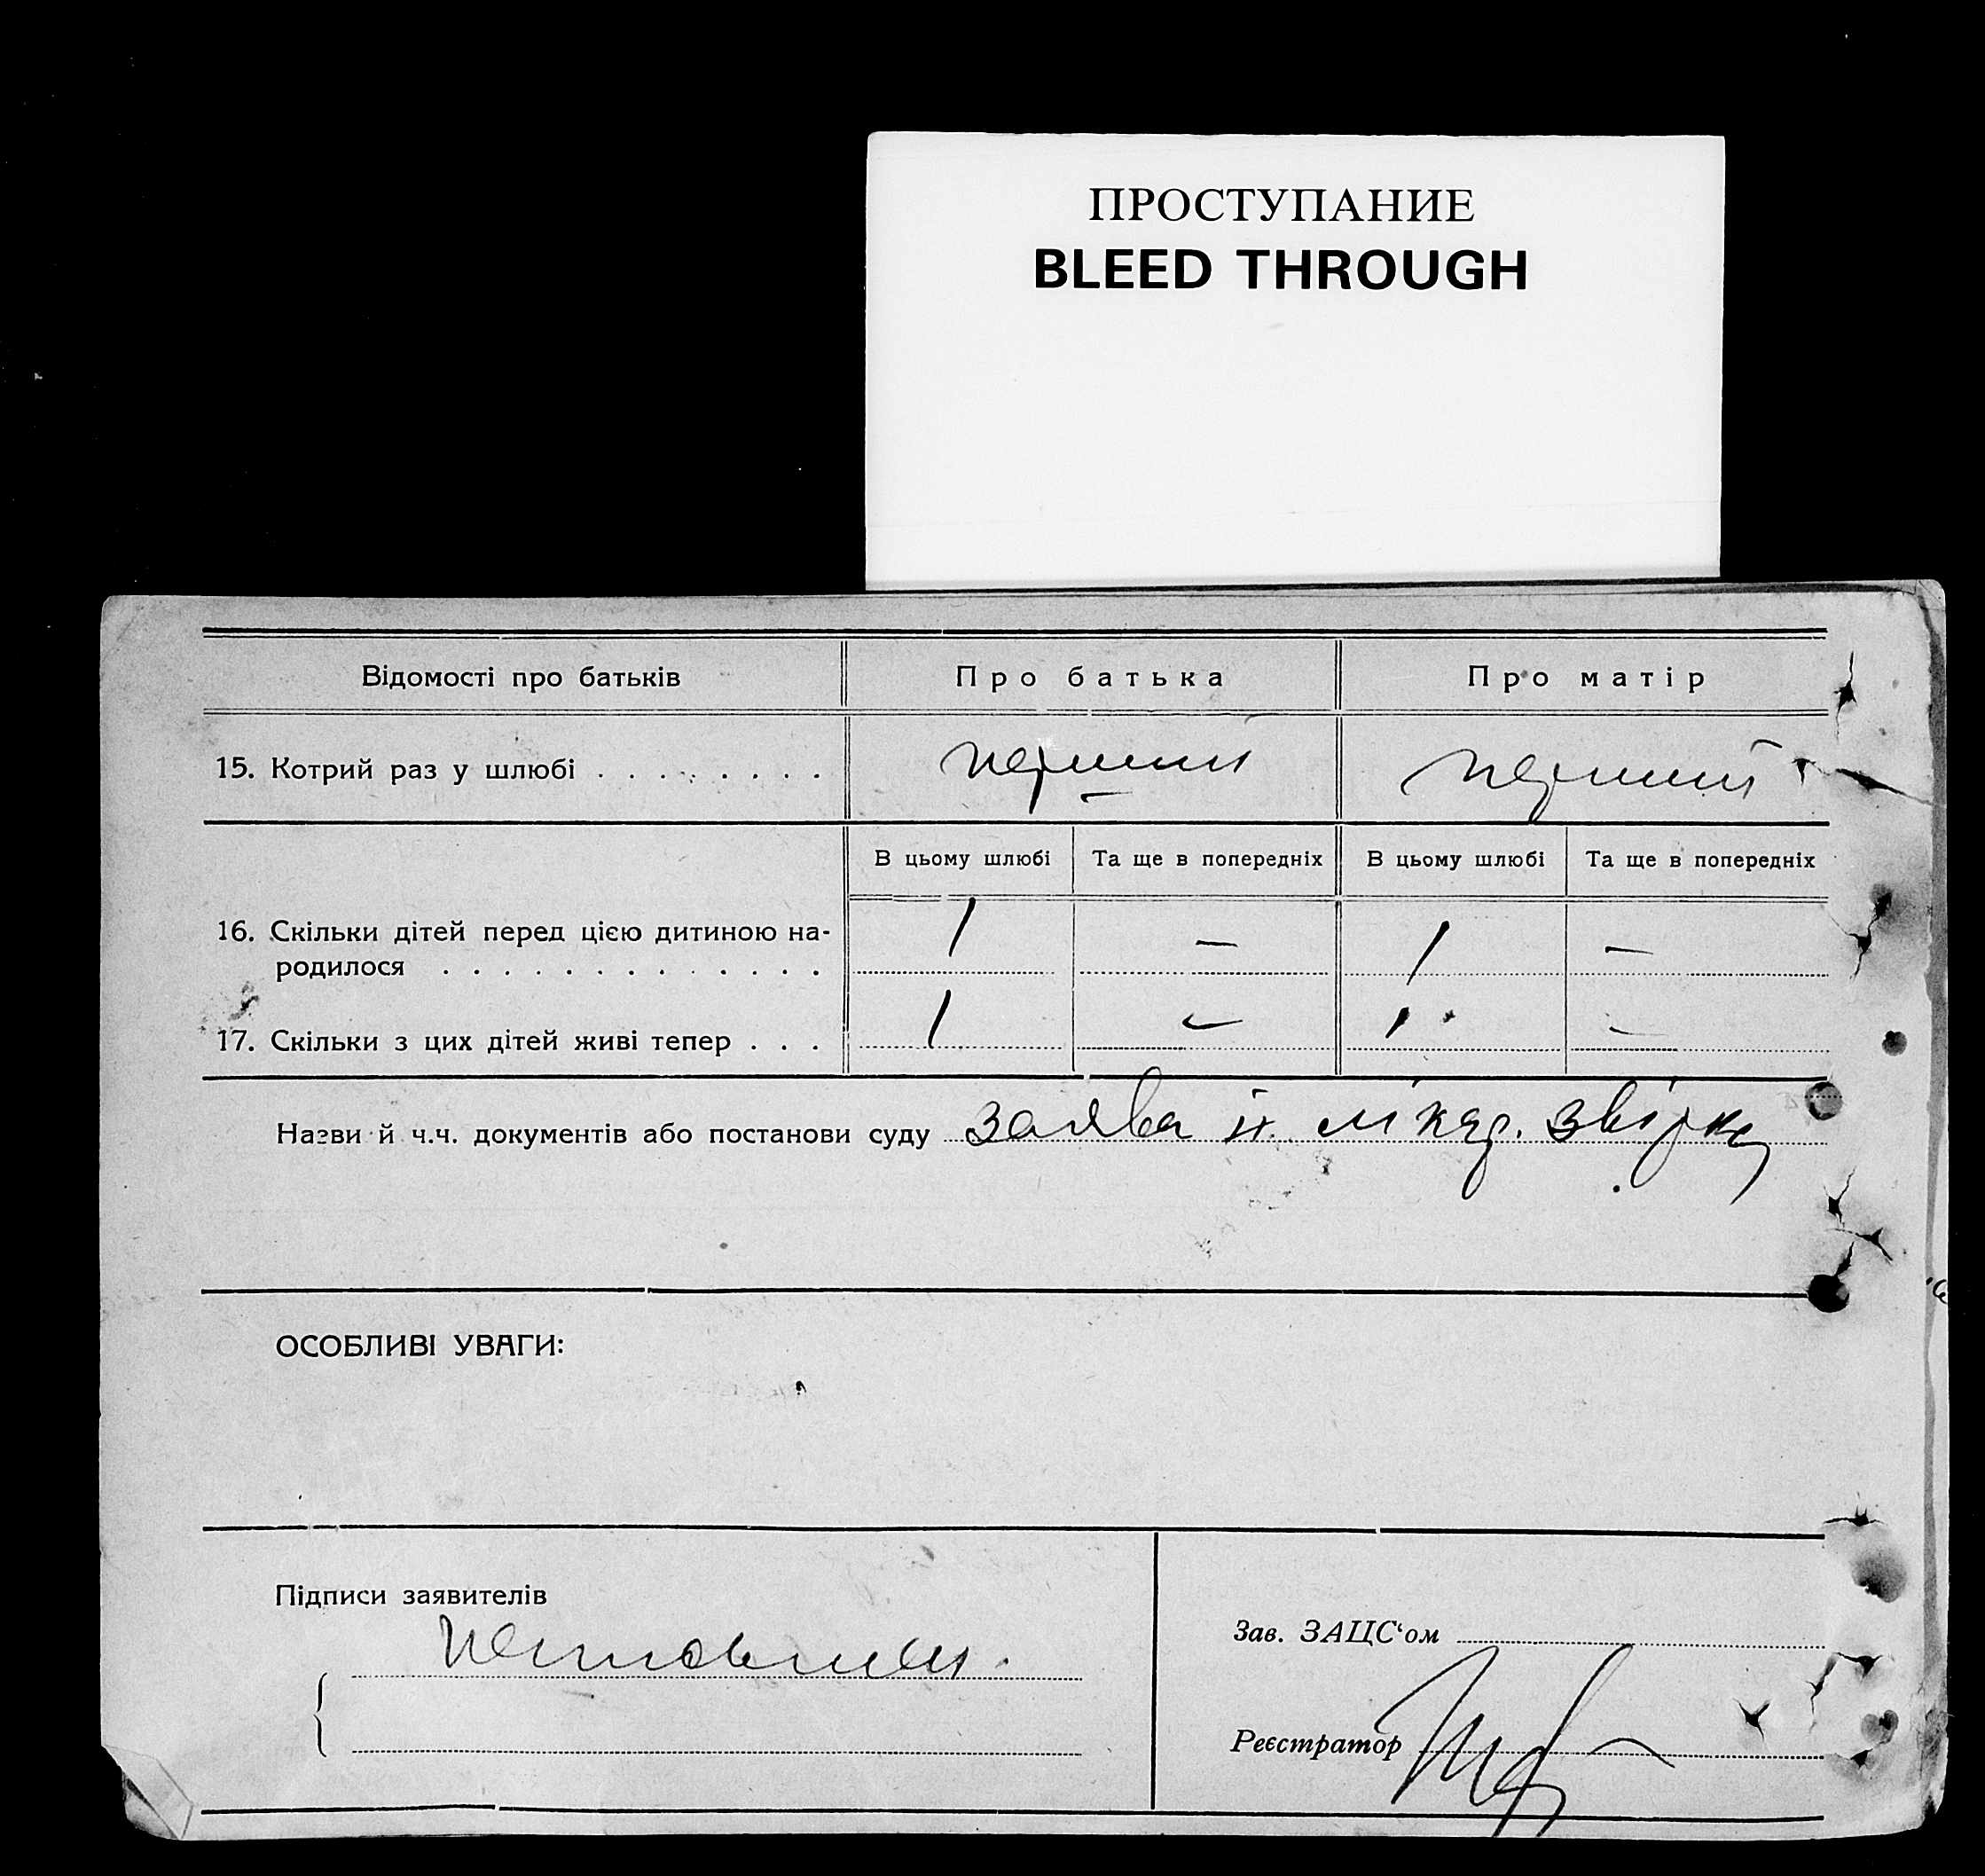 ПРОСТУПАНИЕ
BLEED THROUGH
Відомості про батьків Про батька Про матір
15. Котрий раз у шлюбі . . . . . . . . перший перший
В цьому шлюбі Та ще в попередніх В цьому шлюбі Та ще в попередніх
16. Скільки дітей перед цією дитиною на-
родилося . . . . . . . . . . . . . 1 — 1 —
17. Скільки з цих дітей живі тепер . . . 1 — 1 —
Назви й ч.ч. документів або постанови суду заява й лікар.
ОСОБЛИВІ УВАГИ:
Підписи заявителів
Зав. ЗАЦС‘ом
Реєстратор